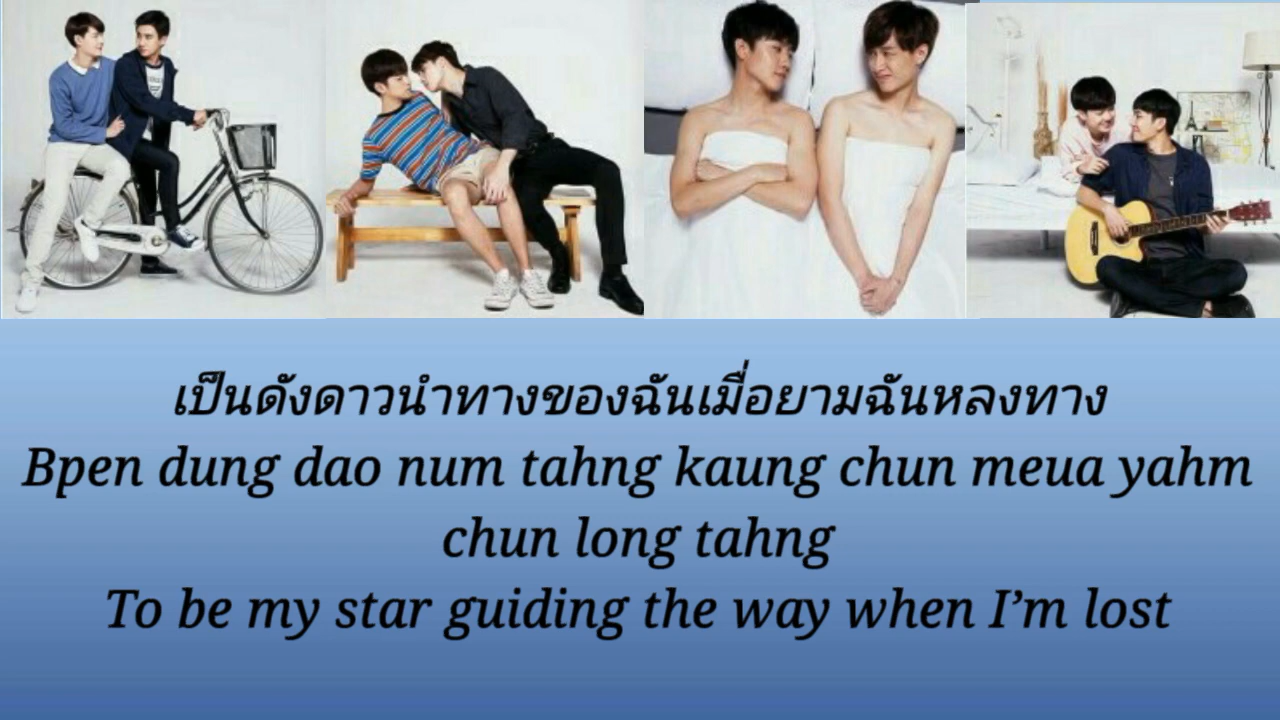 เป็นดังดาวนำทางของฉันเมื่อยามฉันหลงทาง
Bpen dung dao num tahng kaung chun meua yahm
chun long tahng
To be my star guiding the way when I’m lost